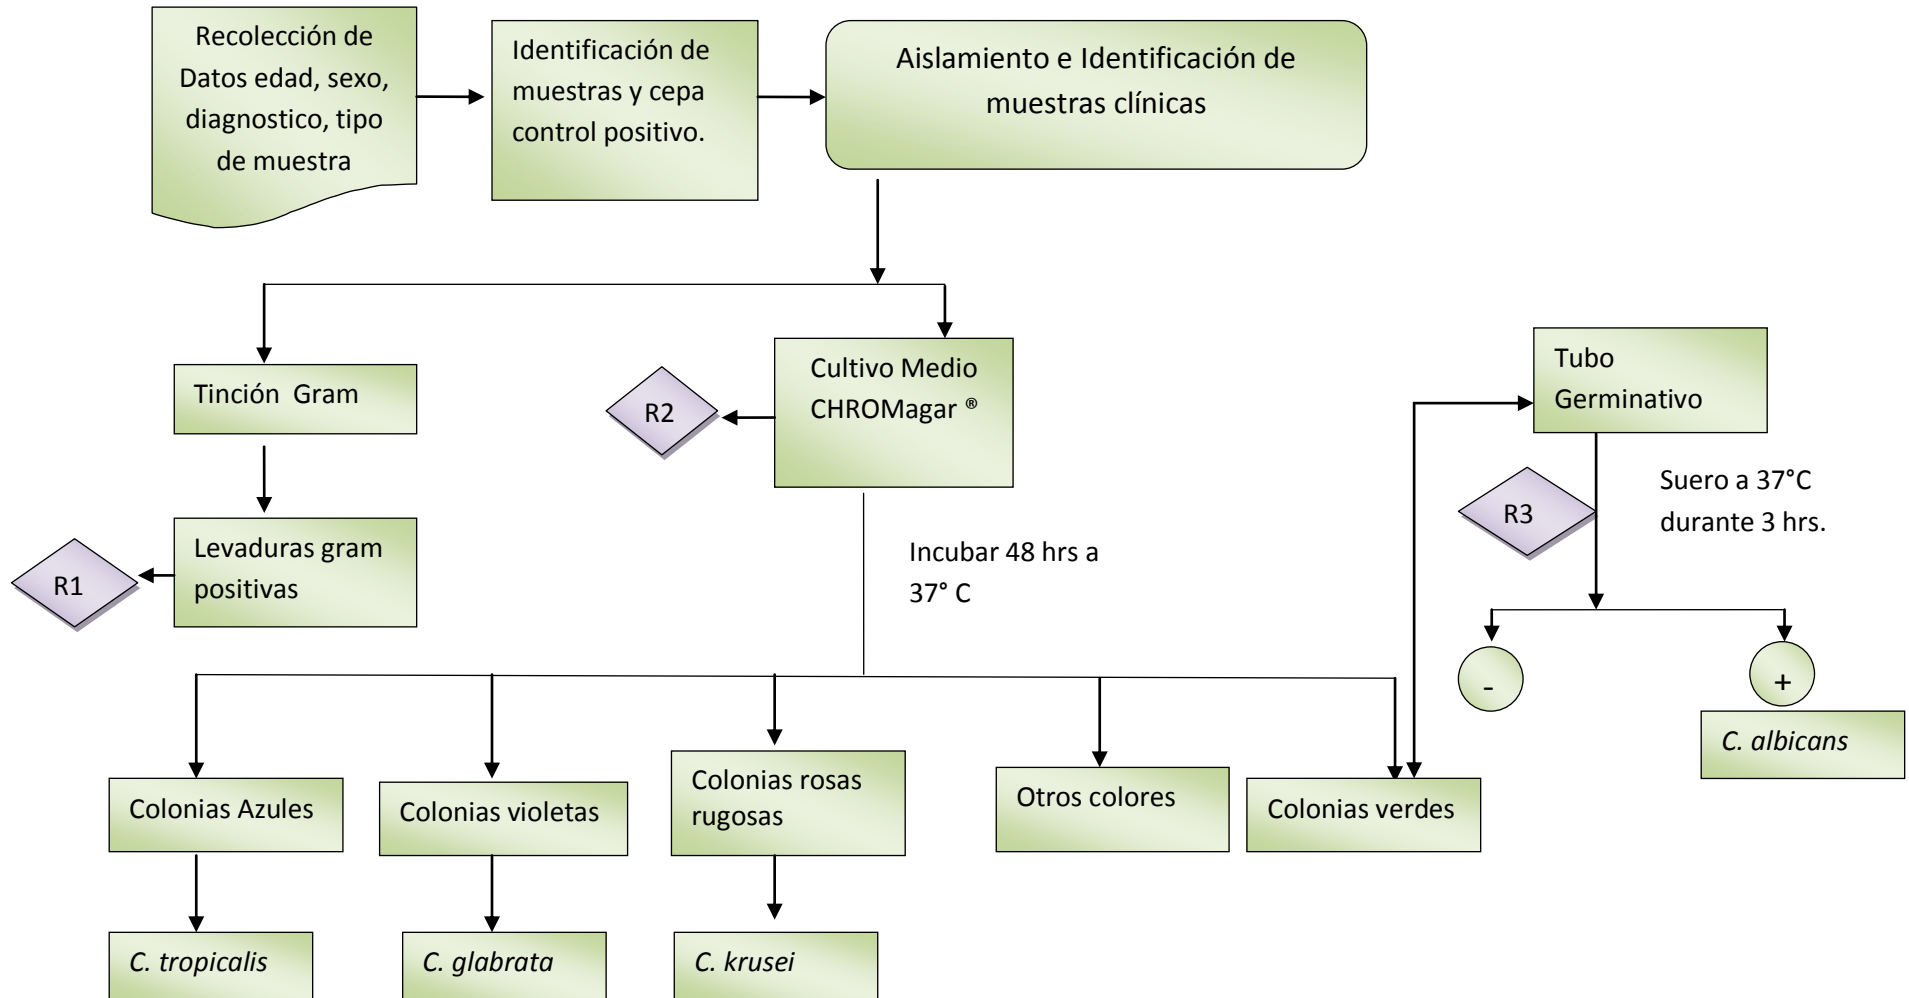 Recolección de
Datos edad, sexo,
diagnostico, tipo
de muestra
Identificación de
muestras y cepa
control positivo.
Aislamiento e Identificación de
muestras clínicas
Tinción  Gram
Levaduras gram
positivas
R1
R2
Cultivo Medio
CHROMagar ®
Incubar 48 hrs a
37° C
Tubo
Germinativo
R3
Suero a 37°C
durante 3 hrs.
-
+
C. albicans
Colonias Azules
Colonias violetas
Colonias rosas
rugosas
Otros colores
Colonias verdes
C. tropicalis
C. glabrata
C. krusei